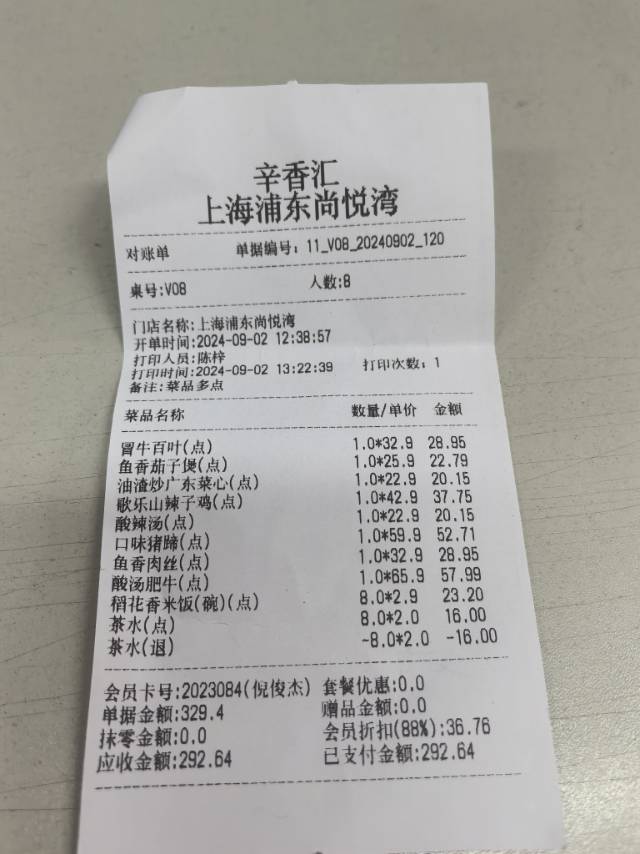 辛香汇
上海浦东尚悦湾
对账单 单据编号: 11_V08_20240902_120
桌号:V08 人数:8
门店名称:上海浦东尚悦湾
开单时间:2024-09-02 12:38:57
打印人员:陈梓
打印时间:2024-09-02 13:22:39 打印次数: 1
备注:菜品多点
菜品名称 数量/单价 金额
冒牛百叶(点) 1.0*32.9 28.95
鱼香茄子煲(点) 1.0*25.9 22.79
油渣炒广东菜心(点) 1.0*22.9 20.15
歌乐山辣子鸡(点) 1.0*42.9 37.75
酸辣汤(点) 1.0*22.9 20.15
口味猪蹄(点) 1.0*59.9 52.71
鱼香肉丝(点) 1.0*32.9 28.95
酸汤肥牛(点) 1.0*65.9 57.99
稻花香米饭(碗)(点) 8.0*2.9 23.20
茶水(点) 8.0*2.0 16.00
茶水(退) -8.0*2.0 -16.00
会员卡号:2023084(倪俊杰) 套餐优惠:0.0
单据金额:329.4 赠品金额:0.0
抹零金额:0.0 会员折扣(88%):36.76
应收金额:292.64 已支付金额:292.64